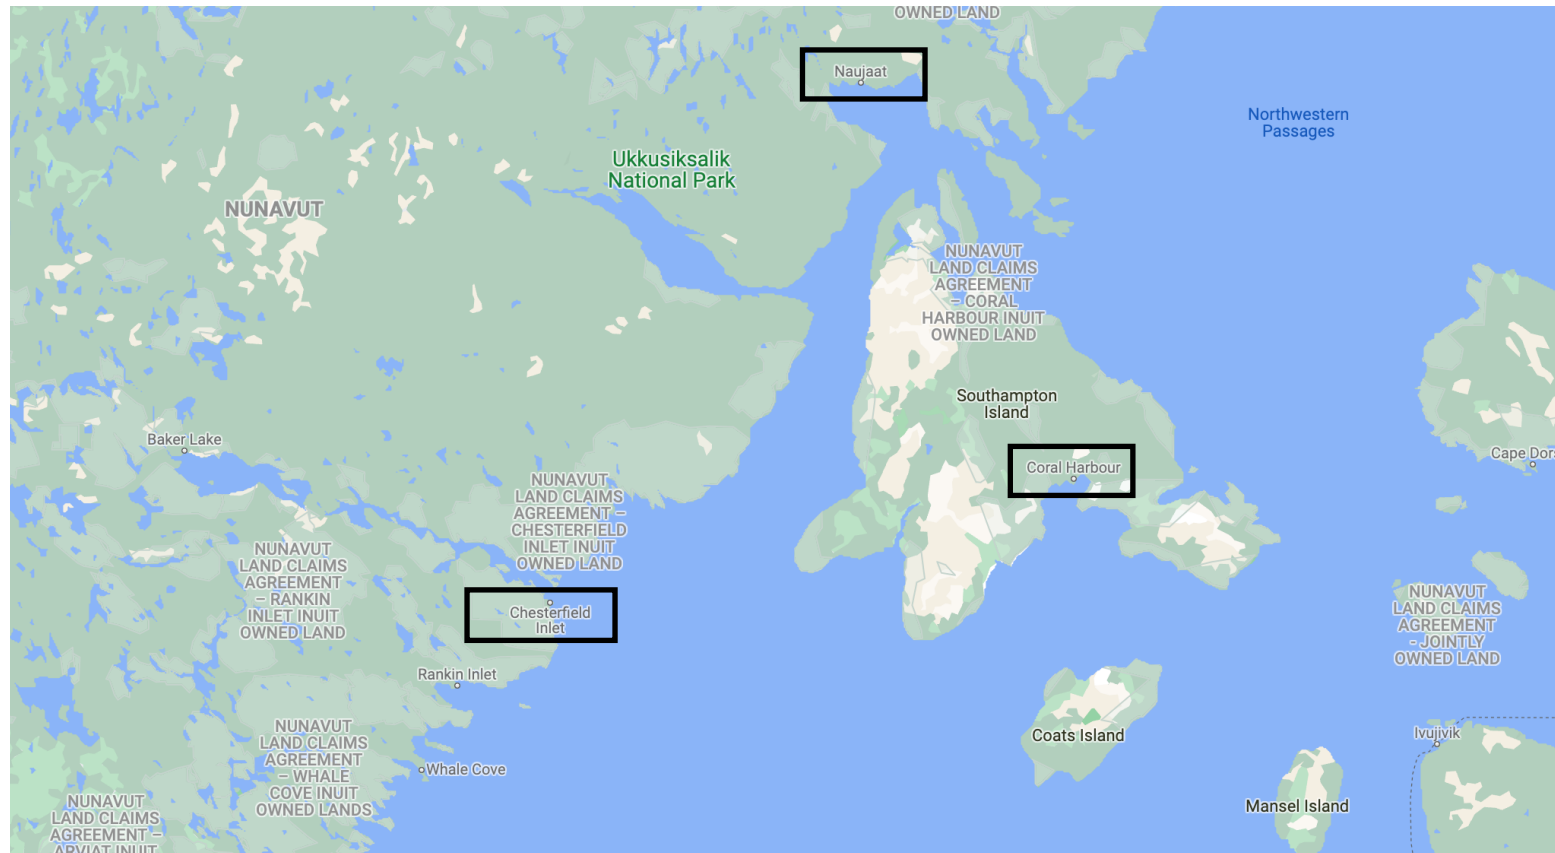 OWNED LAND
Naujaat
Northwestern
Passages
Ukkusiksalik
National Park
NUNAVUT
NUNAVUT
LAND CLAIMS
AGREEMENT
– CORAL
HARBOUR INUIT
OWNED LAND
Southampton
Island
Baker Lake
Coral Harbour
Cape Dors
NUNAVUT
LAND CLAIMS
AGREEMENT –
CHESTERFIELD
INLET INUIT
OWNED LAND
NUNAVUT
LAND CLAIMS
AGREEMENT
– RANKIN
INLET INUIT
OWNED LAND
Chesterfield
Inlet
NUNAVUT
LAND CLAIMS
AGREEMENT
- JOINTLY
OWNED LAND
Rankin Inlet
NUNAVUT
LAND CLAIMS
AGREEMENT
– WHALE
COVE INUIT
OWNED LANDS
Coats Island
Ivujivik
Whale Cove
Mansel Island
NUNAVUT
LAND CLAIMS
AGREEMENT –
ARVIAT INUIT